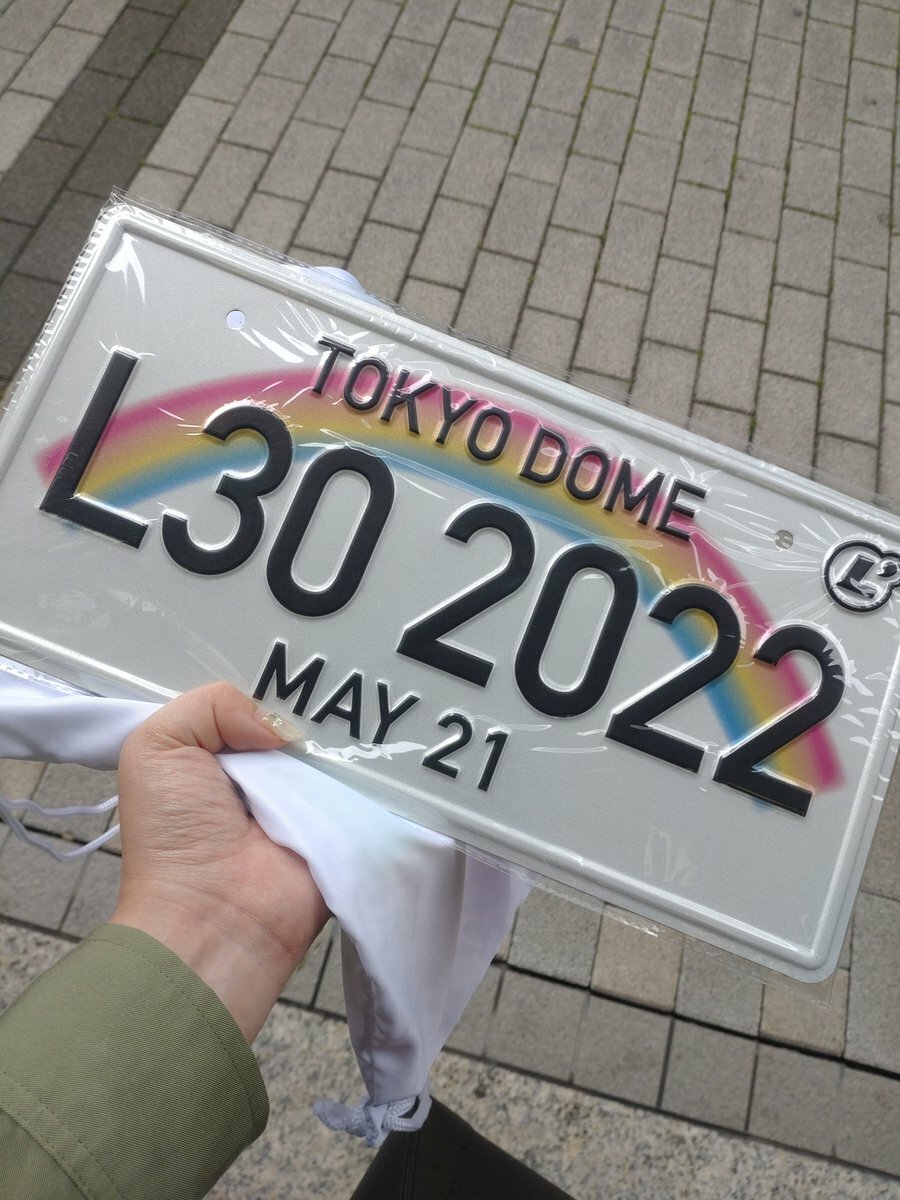 TOKYO DOME
L30 2022
MAY 21
L'